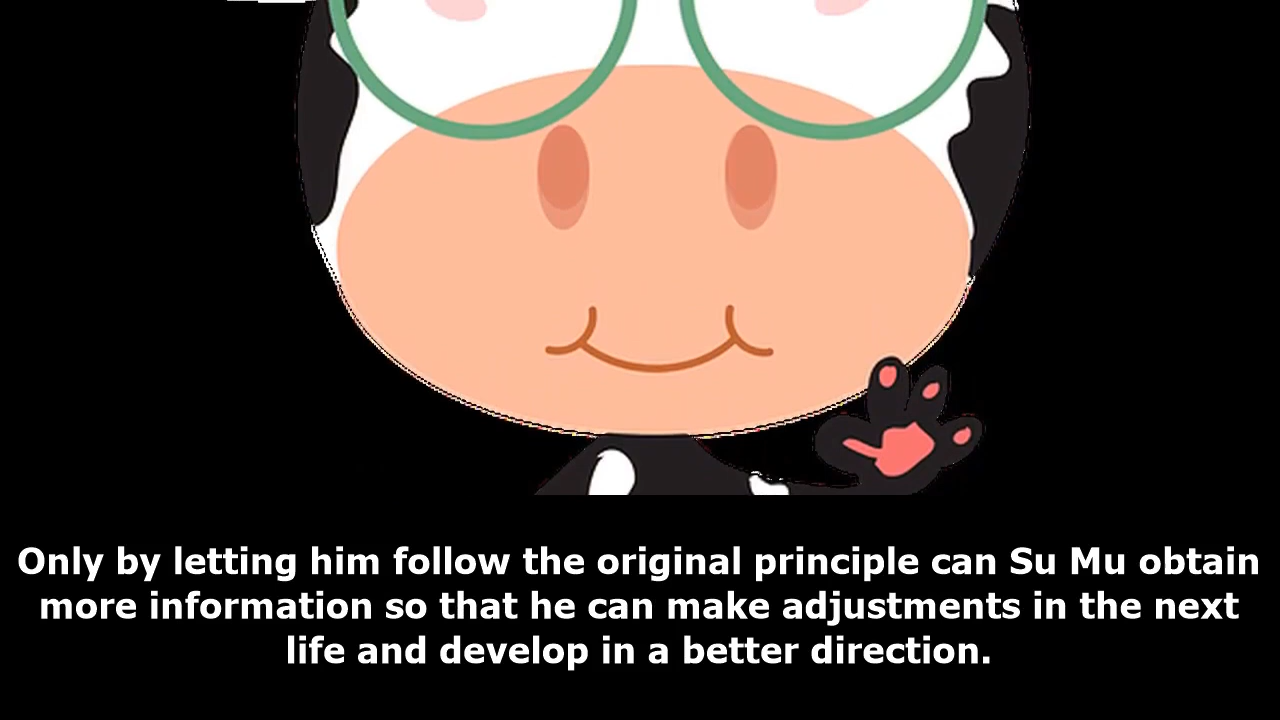 Only by letting him follow the original principle can Su Mu obtain
more information so that he can make adjustments in the next
life and develop in a better direction.